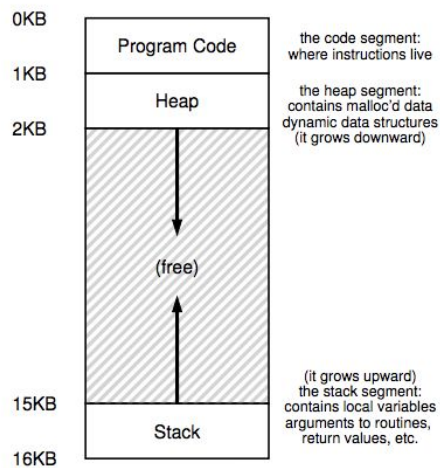 0KB
Program Code
the code segment:
where instructions live
1KB
Heap
the heap segment:
contains malloc'd data
dynamic data structures
(it grows downward)
2KB
(free)
(it grows upward)
the stack segment:
contains local variables
arguments to routines,
return values, etc.
15KB
Stack
16KB